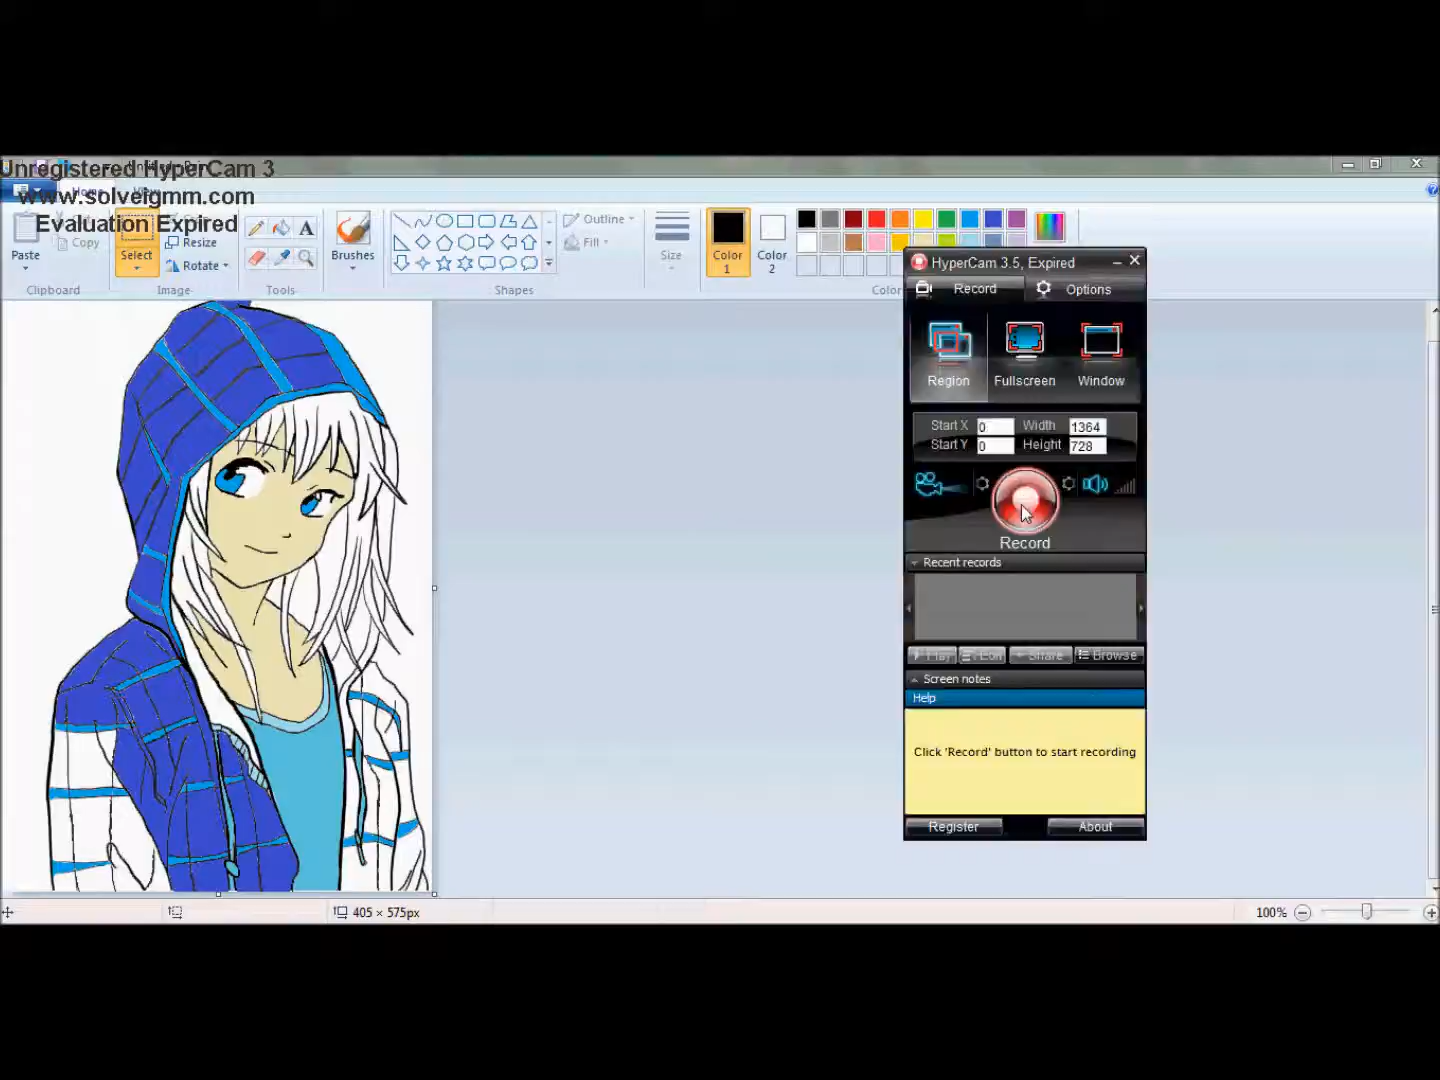 Unregistered HyperCam 3
www.solveigmm.com
Evaluation Expired
Paste
Copy
Clipboard
Select
Resize
Rotate
Image
A
Tools
Brushes
Outline
Fill
Shapes
Size
Color 1
Color 2
HyperCam 3.5, Expired
Record
Options
Region
Fullscreen
Window
Start X 0 Width 1364
Start Y 0 Height 728
Record
Recent records
Share
Browse
Screen notes
Help
Click 'Record' button to start recording
Register
About
405 × 575px
100%